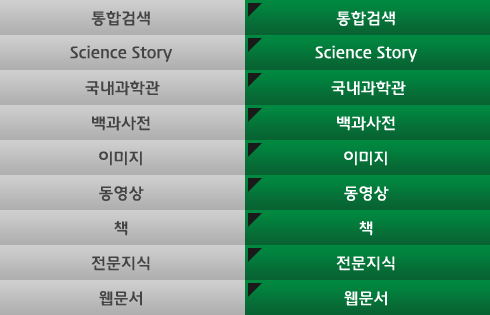 통합검색 통합검색
Science Story Science Story
국내과학관 국내과학관
백과사전 백과사전
이미지 이미지
동영상 동영상
책 책
전문지식 전문지식
웹문서 웹문서